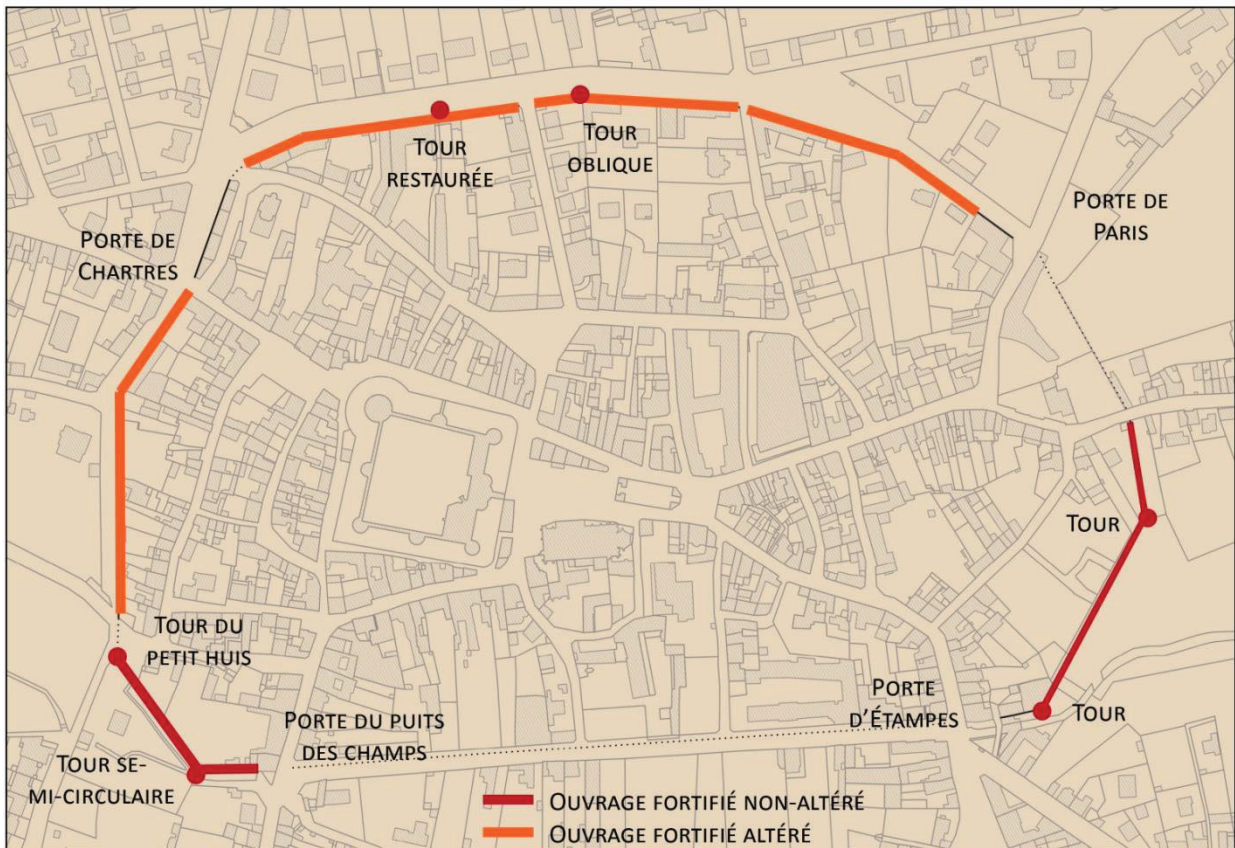 TOUR
RESTAURÉE
TOUR
OBLIQUE
PORTE DE
PARIS
PORTE DE
CHARTRES
TOUR
TOUR DU
PETIT HUIS
PORTE
D'ÉTAMPES
TOUR
PORTE DU PUITS
DES CHAMPS
TOUR SE-
MI-CIRCULAIRE
OUVRAGE FORTIFIÉ NON-ALTÉRÉ
OUVRAGE FORTIFIÉ ALTÉRÉ